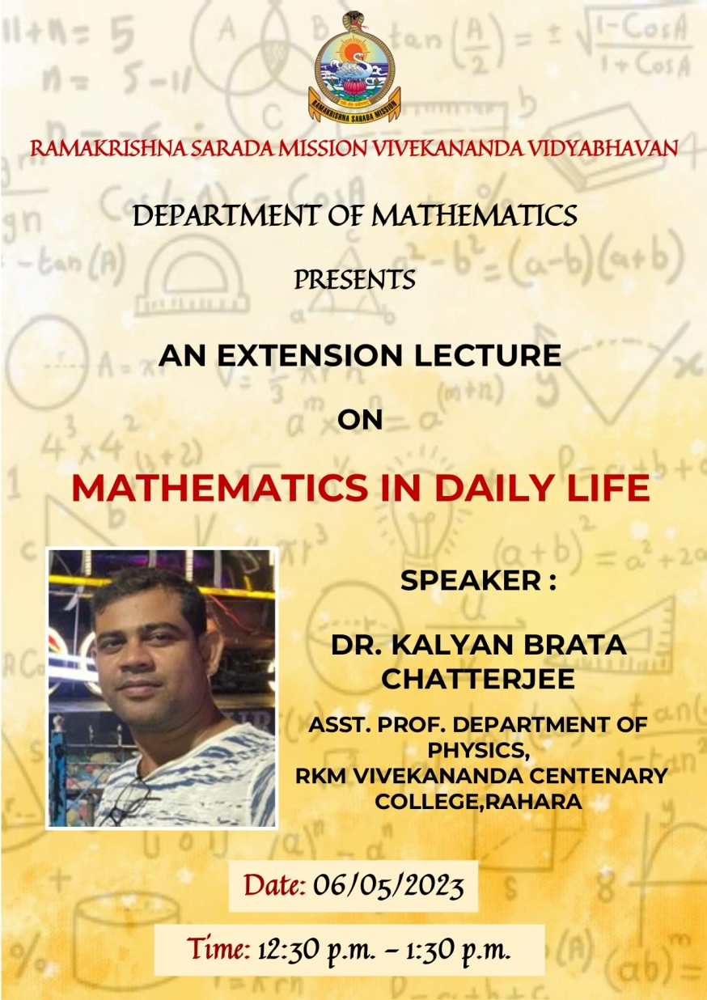 RAMAKRISHNA SARADA MISSION
RAMAKRISHNA SARADA MISSION VIVEKANANDA VIDYABHAVAN
DEPARTMENT OF MATHEMATICS
PRESENTS
AN EXTENSION LECTURE
ON
MATHEMATICS IN DAILY LIFE
SPEAKER :
DR. KALYAN BRATA
CHATTERJEE
ASST. PROF. DEPARTMENT OF
PHYSICS,
RKM VIVEKANANDA CENTENARY
COLLEGE,RAHARA
Date: 06/05/2023
Time: 12:30 p.m. – 1:30 p.m.